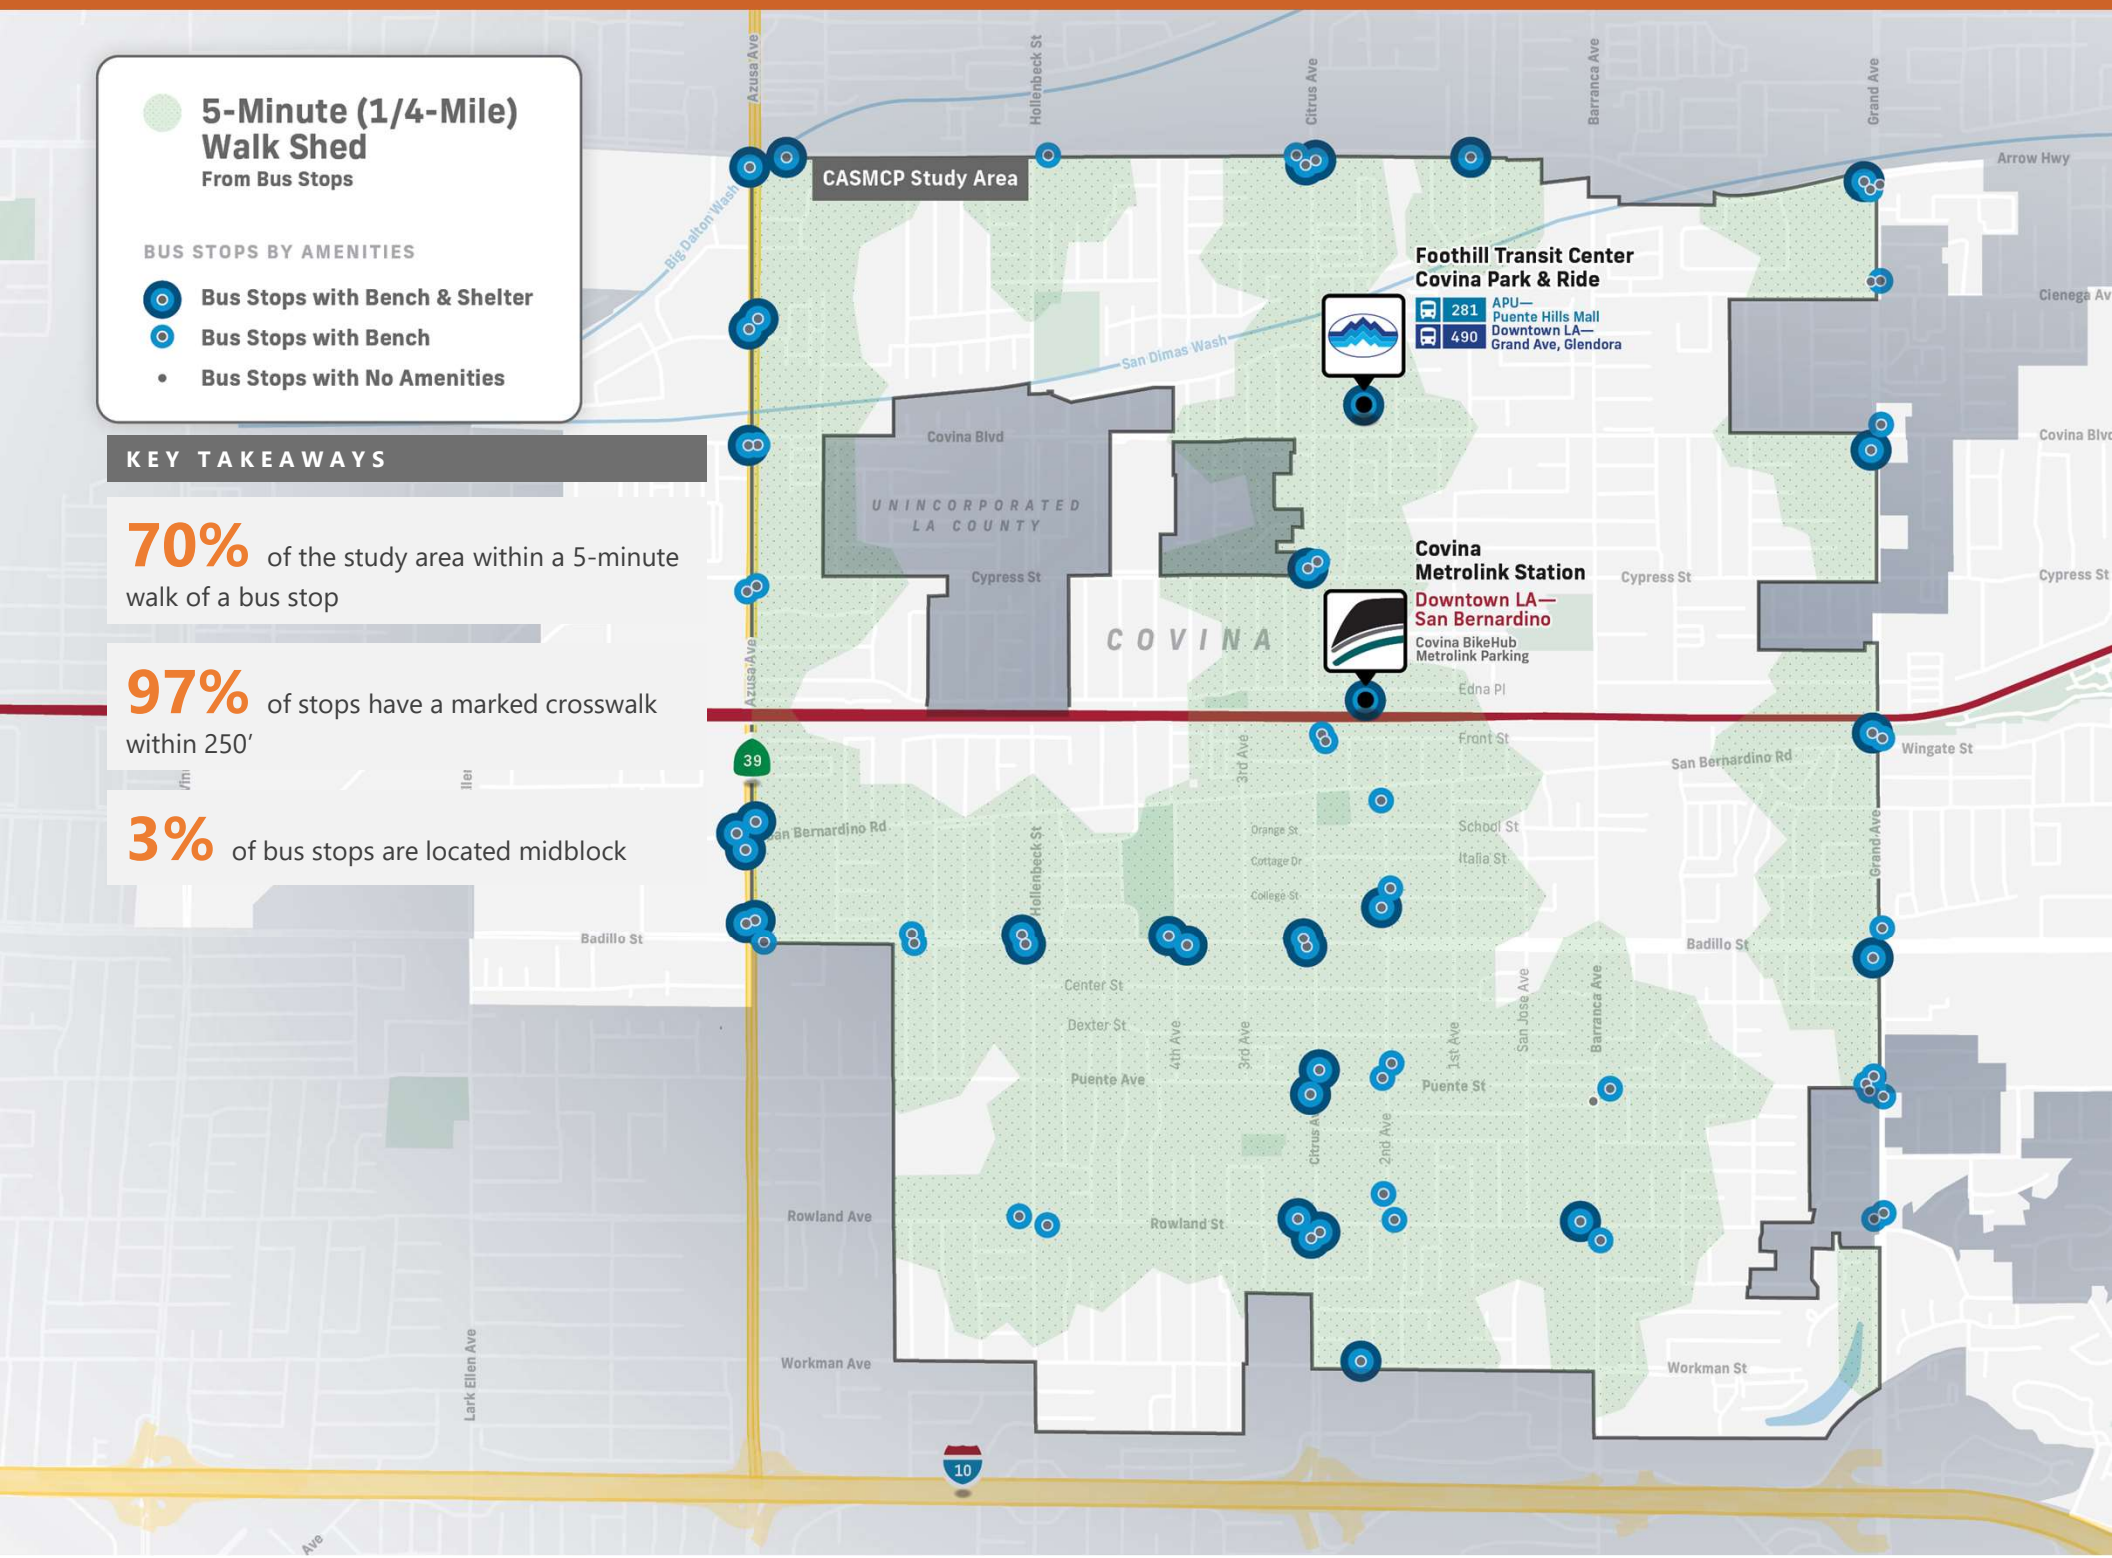 5-Minute (1/4-Mile)
Walk Shed
From Bus Stops
BUS STOPS BY AMENITIES
Bus Stops with Bench & Shelter
Bus Stops with Bench
Bus Stops with No Amenities
KEY TAKEAWAYS
70% of the study area within a 5-minute
walk of a bus stop
97% of stops have a marked crosswalk
within 250’
3% of bus stops are located midblock
Azusa Ave
Hollenbeck St
Citrus Ave
Barranca Ave
Grand Ave
Arrow Hwy
CASMCP Study Area
Big Dalton Wash
Foothill Transit Center
Covina Park & Ride
281 APU—
Puente Hills Mall
490 Downtown LA—
Grand Ave, Glendora
Cienega Av
San Dimas Wash
Covina Blvd
Covina Blvd
UNINCORPORATED
LA COUNTY
Cypress St
Covina
Metrolink Station
Downtown LA—
San Bernardino
Covina BikeHub
Metrolink Parking
Cypress St
Cypress St
COVINA
Azusa Ave
Edna Pl
Front St
3rd Ave
San Bernardino Rd
Wingate St
39
San Bernardino Rd
Hollenbeck St
Orange St
School St
Cottage Dr
Italia St
College St
Grand Ave
Badillo St
Badillo St
Center St
Dexter St
4th Ave
3rd Ave
1st Ave
San Jose Ave
Barranca Ave
Puente Ave
Puente St
Citrus Av
2nd Ave
Rowland Ave
Rowland St
Lark Ellen Ave
Workman Ave
Workman St
10
Ave